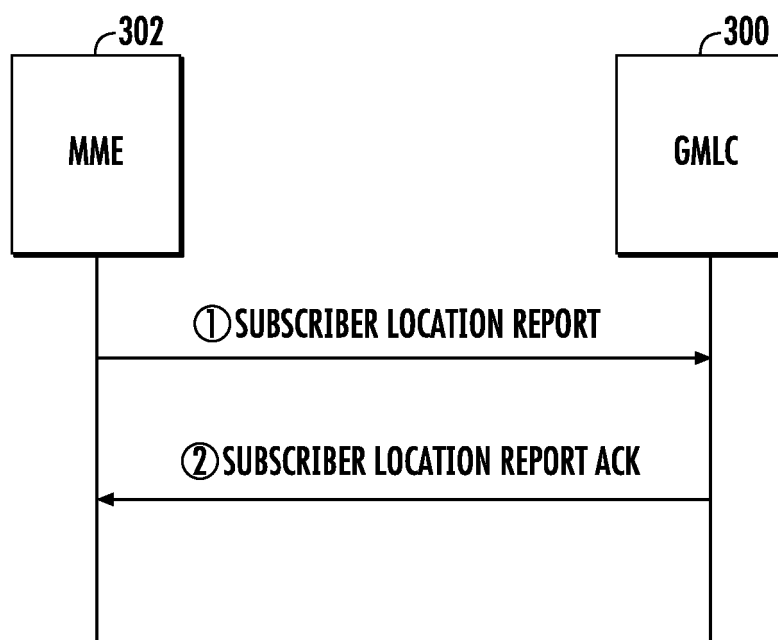 302
300
MME
GMLC
① SUBSCRIBER LOCATION REPORT
② SUBSCRIBER LOCATION REPORT ACK